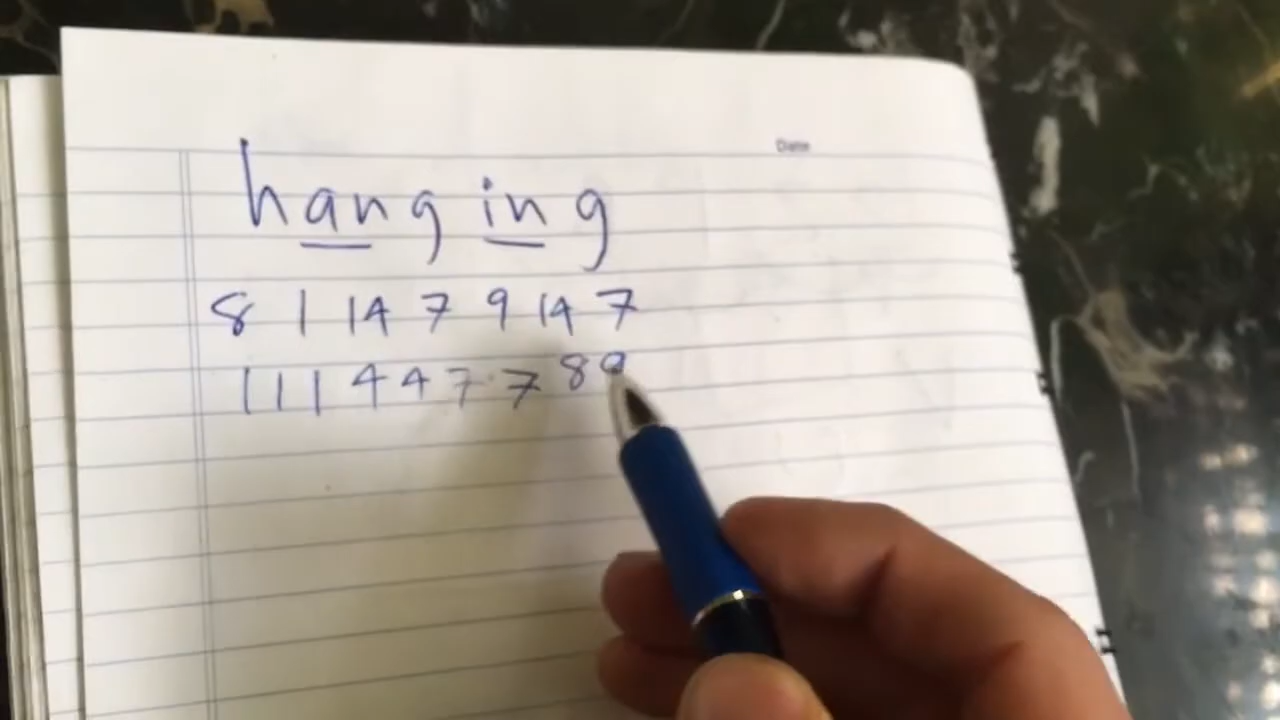 Date
hanging
8 1 14 7 9 14 7
1 1 1 4 4 7 7 8 9